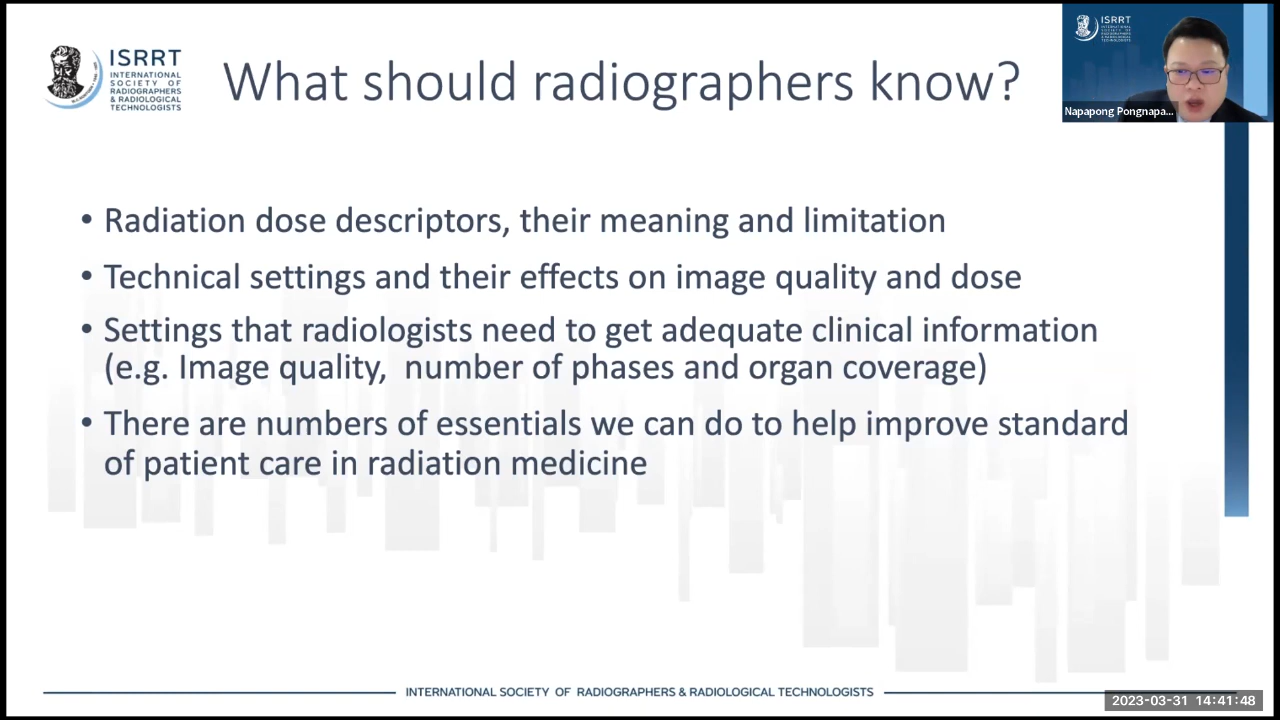 ISRRT
INTERNATIONAL
SOCIETY OF
RADIOGRAPHERS
& RADIOLOGICAL
TECHNOLOGISTS
What should radiographers know?
ISRRT
Napapong Pongnapa...
• Radiation dose descriptors, their meaning and limitation
• Technical settings and their effects on image quality and dose
• Settings that radiologists need to get adequate clinical information
(e.g. Image quality, number of phases and organ coverage)
• There are numbers of essentials we can do to help improve standard
of patient care in radiation medicine
INTERNATIONAL SOCIETY OF RADIOGRAPHERS & RADIOLOGICAL TECHNOLOGISTS
2023-03-31 14:41:48